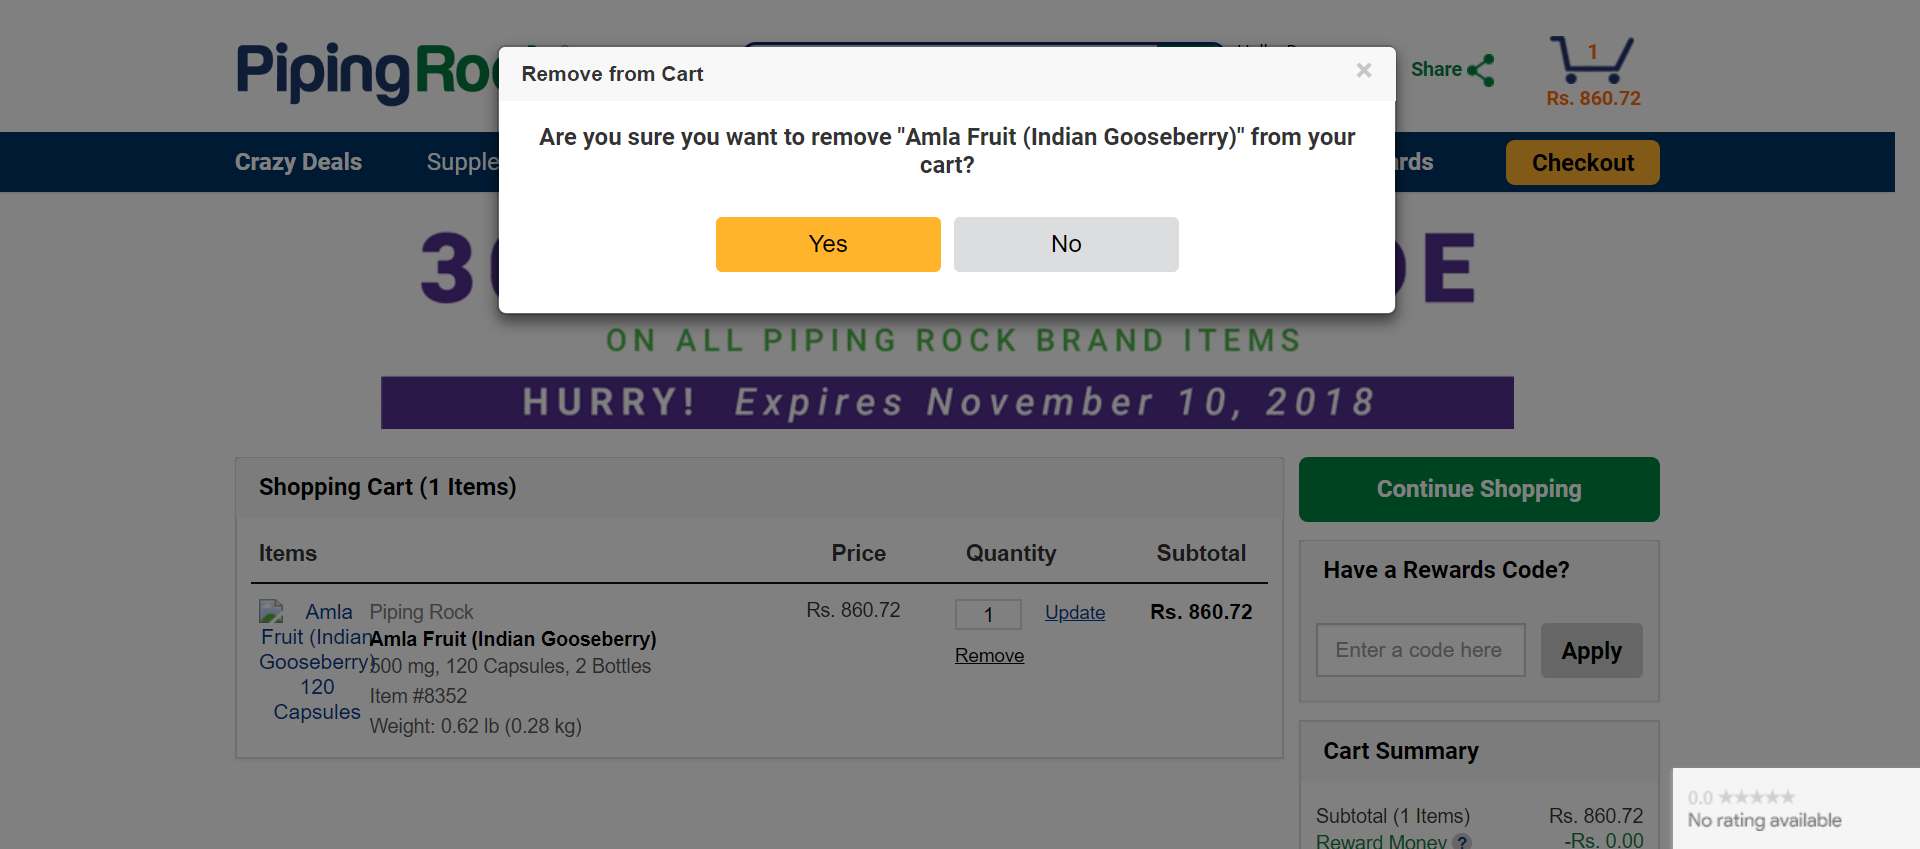 PipingRoc
Share
1
Rs. 860.72
Remove from Cart
×
Are you sure you want to remove "Amla Fruit (Indian Gooseberry)" from your
cart?
Yes
No
Crazy Deals
Checkout
ON ALL PIPING ROCK BRAND ITEMS
HURRY! Expires November 10, 2018
Shopping Cart (1 Items)
Items Price Quantity Subtotal
Amla
Fruit (Indian
Gooseberry)
120
Capsules
Piping Rock
Amla Fruit (Indian Gooseberry)
500 mg, 120 Capsules, 2 Bottles
Item #8352
Weight: 0.62 lb (0.28 kg)
Rs. 860.72
1
Update
Remove
Rs. 860.72
Continue Shopping
Have a Rewards Code?
Enter a code here
Apply
Cart Summary
Subtotal (1 Items) Rs. 860.72
Reward Money ? -Rs. 0.00
0.0 ★★★★★
No rating available